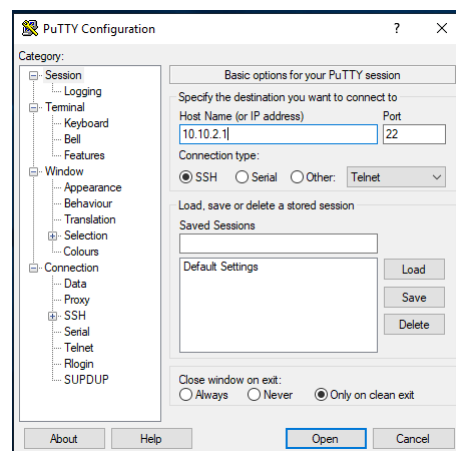 PuTTY Configuration
?
×
Category:
Session
Logging
Terminal
Keyboard
Bell
Features
Window
Appearance
Behaviour
Translation
Selection
Colours
Connection
Data
Proxy
SSH
Serial
Telnet
Rlogin
SUPDUP
Basic options for your PuTTY session
Specify the destination you want to connect to
Host Name (or IP address) Port
10.10.2.1 22
Connection type:
SSH Serial Other: Telnet
Load, save or delete a stored session
Saved Sessions
Default Settings
Load
Save
Delete
Close window on exit:
Always Never Only on clean exit
About Help Open Cancel